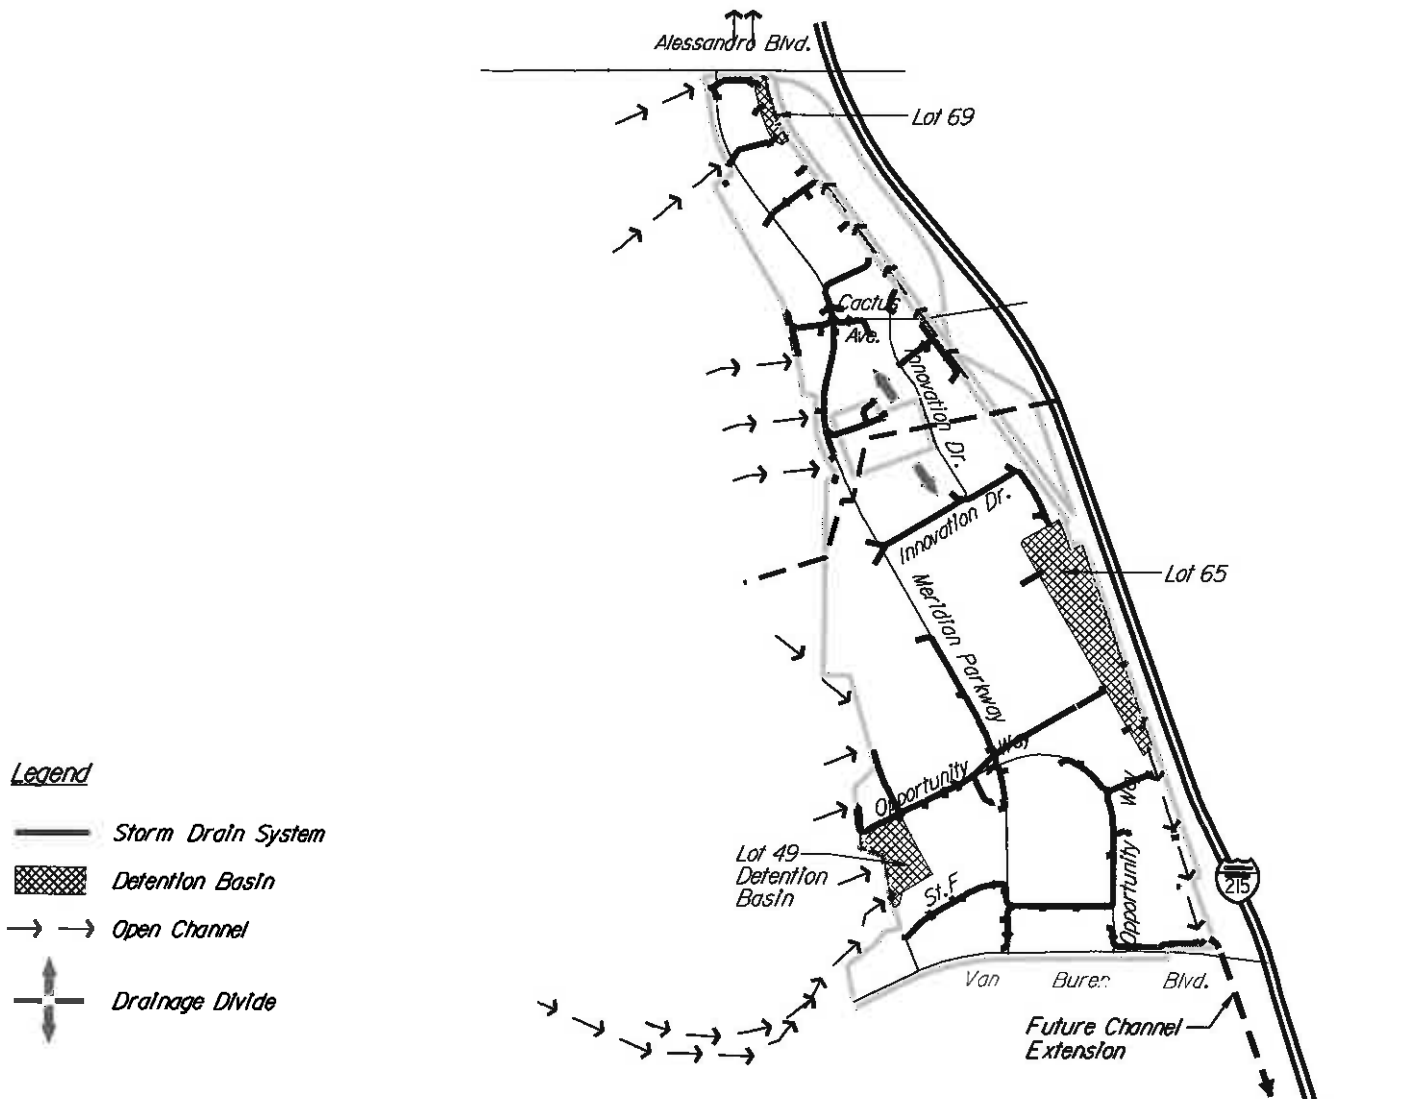 Alessandro Blvd.
Lot 69
Cactus
Ave.
Innovation Dr.
Innovation Dr.
Lot 65
Meridian Parkway
Opportunity Way
Lot 49
Detention
Basin
St. F
Opportunity Way
215
Van Buren Blvd.
Future Channel
Extension
Legend
Storm Drain System
Detention Basin
Open Channel
Drainage Divide